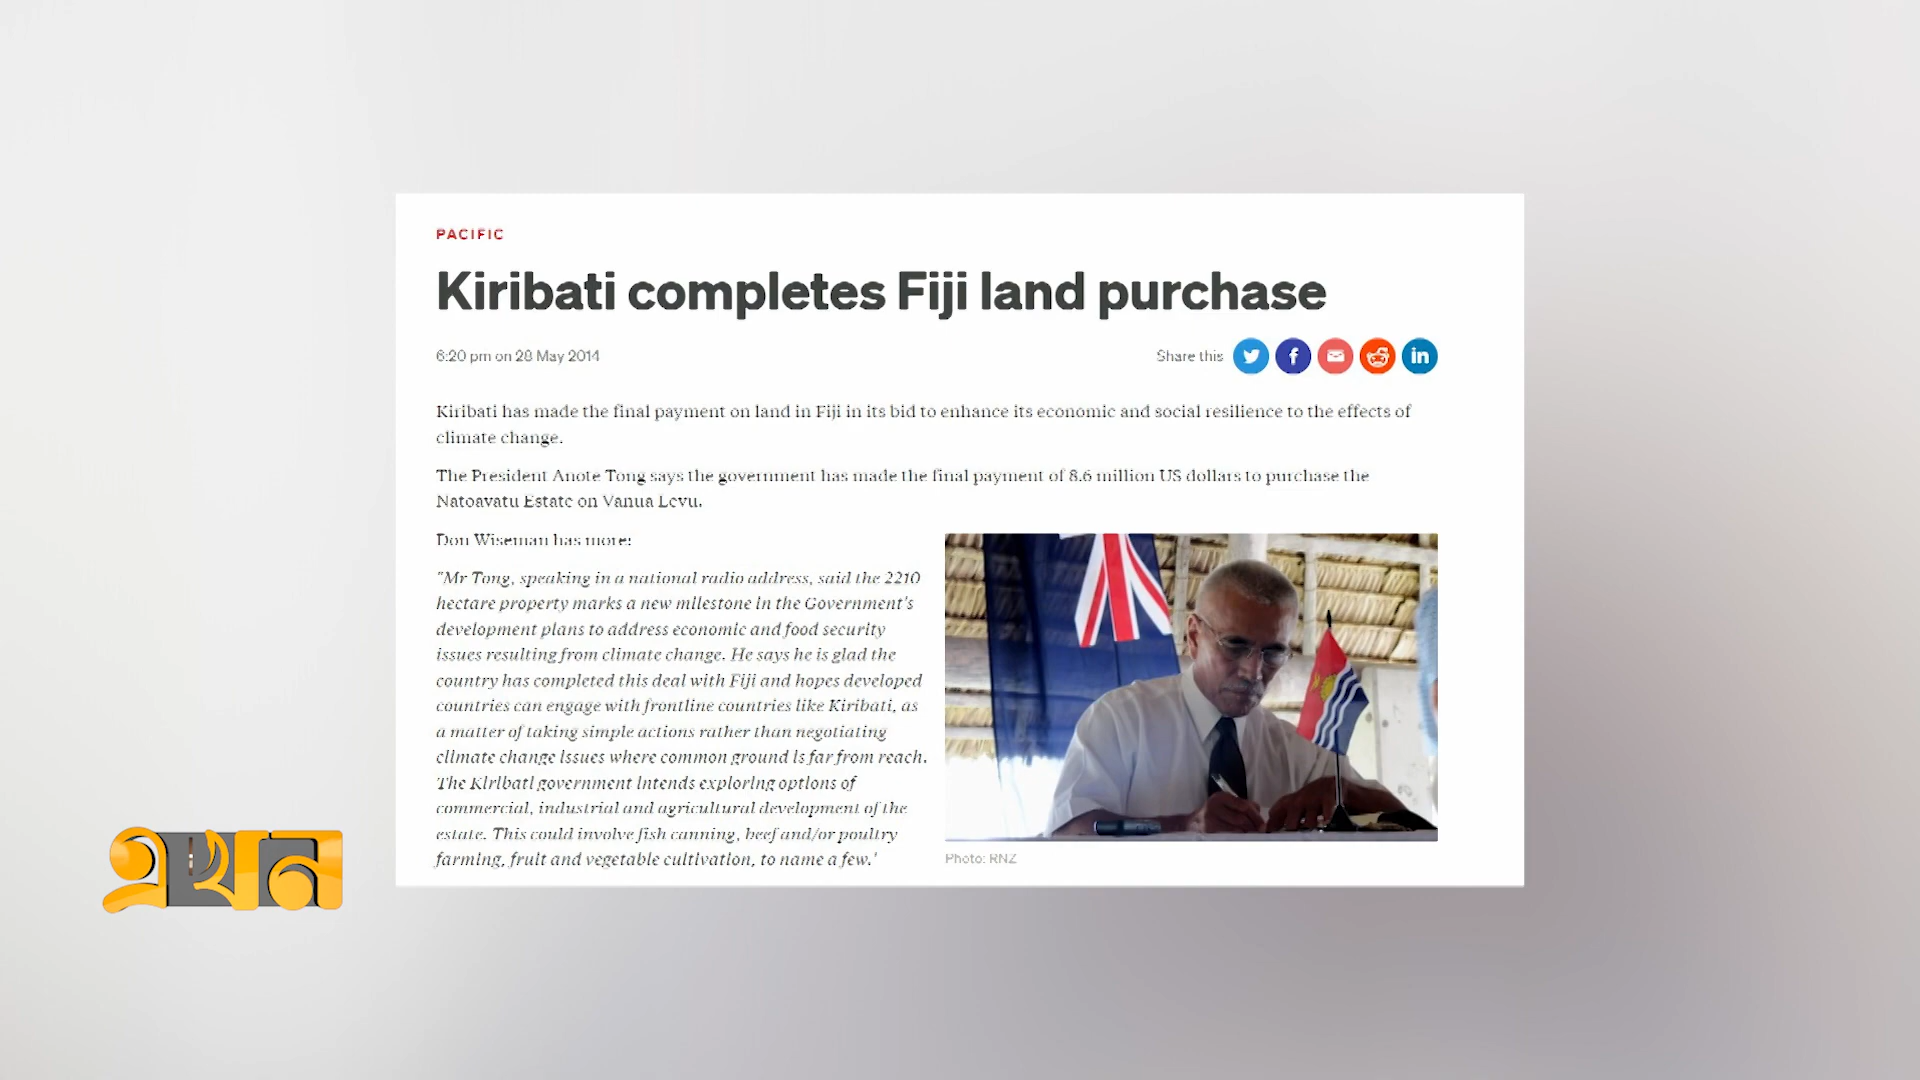 PACIFIC
Kiribati completes Fiji land purchase
6:20 pm on 28 May 2014
Share this
Kiribati has made the final payment on land in Fiji in its bid to enhance its economic and social resilience to the effects of
climate change.
The President Anote Tong says the government has made the final payment of 8.6 million US dollars to purchase the
Natoavatu Estate on Vanua Levu.
Don Wiseman has more:
"Mr Tong, speaking in a national radio address, said the 2210
hectare property marks a new milestone in the Government's
development plans to address economic and food security
issues resulting from climate change. He says he is glad the
country has completed this deal with Fiji and hopes developed
countries can engage with frontline countries like Kiribati, as
a matter of taking simple actions rather than negotiating
climate change issues where common ground is far from reach.
The Kiribati government intends exploring options of
commercial, industrial and agricultural development of the
estate. This could involve fish canning, beef and/or poultry
farming, fruit and vegetable cultivation, to name a few.'
Photo: RNZ
এখন